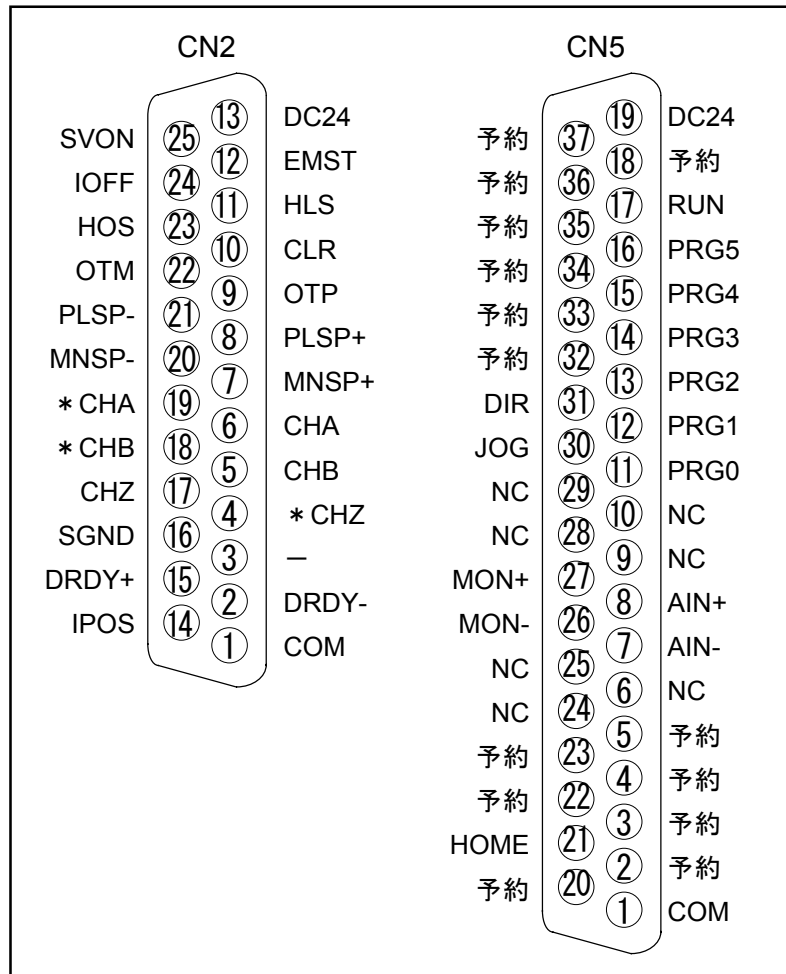 CN2
CN5
⑬ DC24
SVON ㉕
⑫ EMST
IOFF ㉔
⑪ HLS
HOS ㉓
⑩ CLR
OTM ㉒
⑨ OTP
PLSP- ㉑
⑧ PLSP+
MNSP- ⑳
⑦ MNSP+
＊CHA ⑲
⑥ CHA
＊CHB ⑱
⑤ CHB
CHZ ⑰
④ ＊CHZ
SGND ⑯
③ －
DRDY+ ⑮
② DRDY-
IPOS ⑭
① COM
⑲ DC24
予約 ㊲
⑱ 予約
予約 ㊱
⑰ RUN
予約 ㉟
⑯ PRG5
予約 ㉞
⑮ PRG4
予約 ㉝
⑭ PRG3
予約 ㉜
⑬ PRG2
DIR ㉛
⑫ PRG1
JOG ㉚
⑪ PRG0
NC ㉙
⑩ NC
NC ㉘
⑨ NC
MON+ ㉗
⑧ AIN+
MON- ㉖
⑦ AIN-
NC ㉕
⑥ NC
NC ㉔
⑤ 予約
予約 ㉓
④ 予約
予約 ㉒
③ 予約
HOME ㉑
② 予約
予約 ⑳
① COM